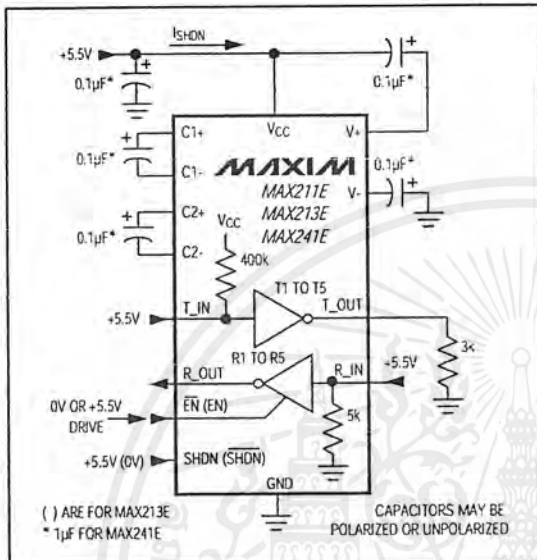 ISHDN
+5.5V
0.1µF*
0.1µF*
C1+
VCC
V+
0.1µF*
C1-
MAXIM
0.1µF*
MAX211E
V-
C2+
MAX213E
VCC
MAX241E
0.1µF*
C2-
400k
T1 TO T5
+5.5V
T_IN
T_OUT
3k
R1 TO R5
R_OUT
R_IN
+5.5V
0V OR +5.5V
DRIVE
EN (EN)
5k
+5.5V (0V)
SHDN (SHDN)
GND
( ) ARE FOR MAX213E
* 1µF FOR MAX241E
CAPACITORS MAY BE
POLARIZED OR UNPOLARIZED